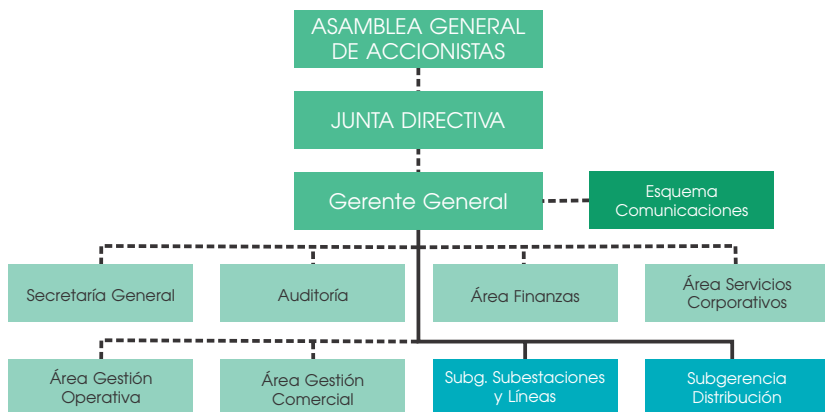 ASAMBLEA GENERAL
DE ACCIONISTAS
JUNTA DIRECTIVA
Gerente General
Esquema
Comunicaciones
Secretaría General
Auditoría
Área Finanzas
Área Servicios
Corporativos
Área Gestión
Operativa
Área Gestión
Comercial
Subg. Subestaciones
y Líneas
Subgerencia
Distribución